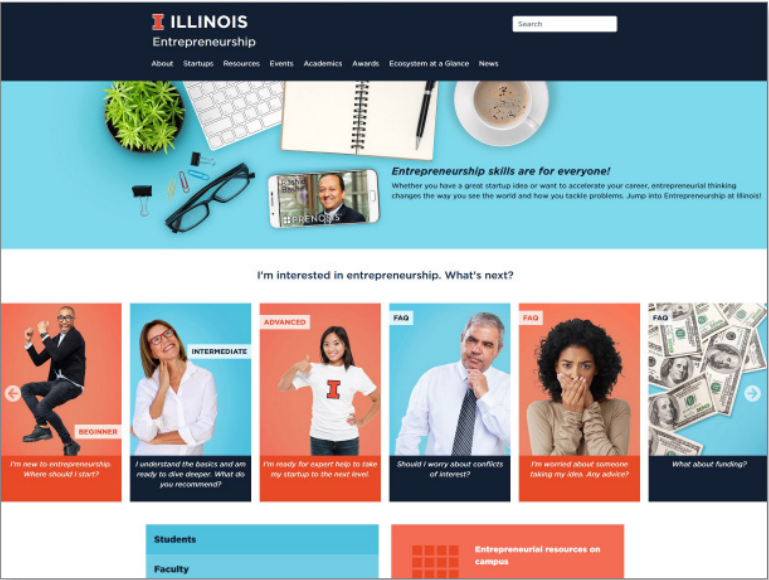 I ILLINOIS
Entrepreneurship
Search
About Startups Resources Events Academics Awards Ecosystem at a Glance News
PRENOSIS
Entrepreneurship skills are for everyone!
Whether you have a great startup idea or want to accelerate your career, entrepreneurial thinking
changes the way you see the world and how you tackle problems. Jump into Entrepreneurship at Illinois!
I'm interested in entrepreneurship. What's next?
BEGINNER
I'm new to entrepreneurship.
Where should I start?
INTERMEDIATE
I understand the basics and am
ready to dive deeper. What do
you recommend?
ADVANCED
I
I'm ready for expert help to take
my startup to the next level.
FAQ
Should I worry about conflicts
of interest?
FAQ
I'm worried about someone
taking my idea. Any advice?
FAQ
What about funding?
Students
Faculty
Entrepreneurial resources on
campus